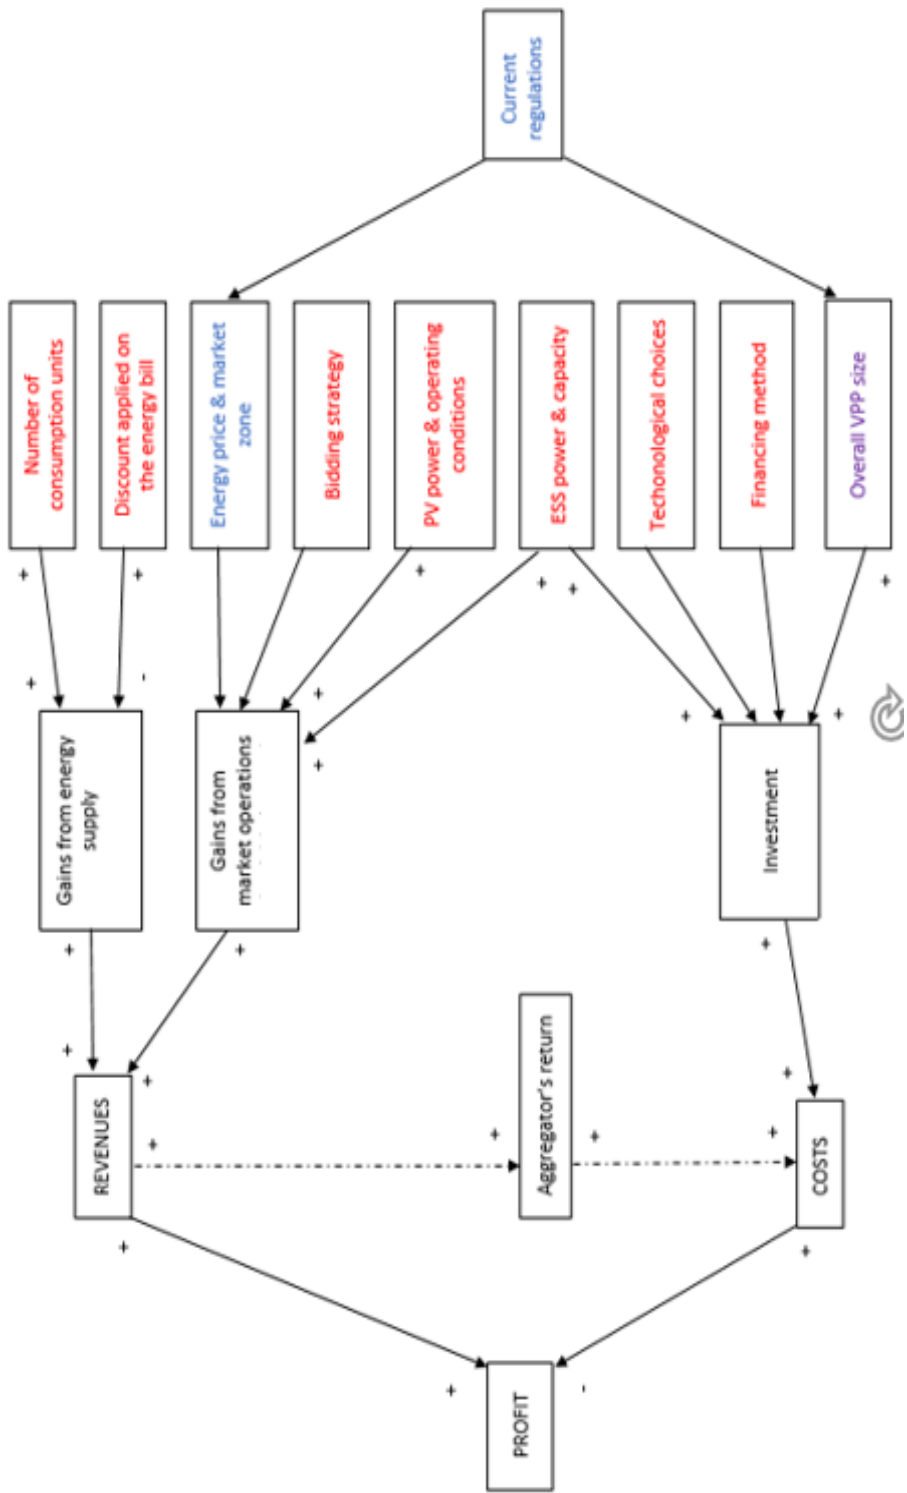 PROFIT
+
-
+
REVENUES
+
+
+
+
Aggregator's return
+
+
COSTS
+
+
+
Gains from energy
supply
+
+
-
Gains from
market operations
+
+
+
Investment
+
+
+
Number of
consumption units
+
Discount applied on
the energy bill
+
Energy price & market
zone
Bidding strategy
PV power & operating
conditions
+
ESS power & capacity
+
+
Techonological choices
Financing method
Overall VPP size
+
Current
regulations